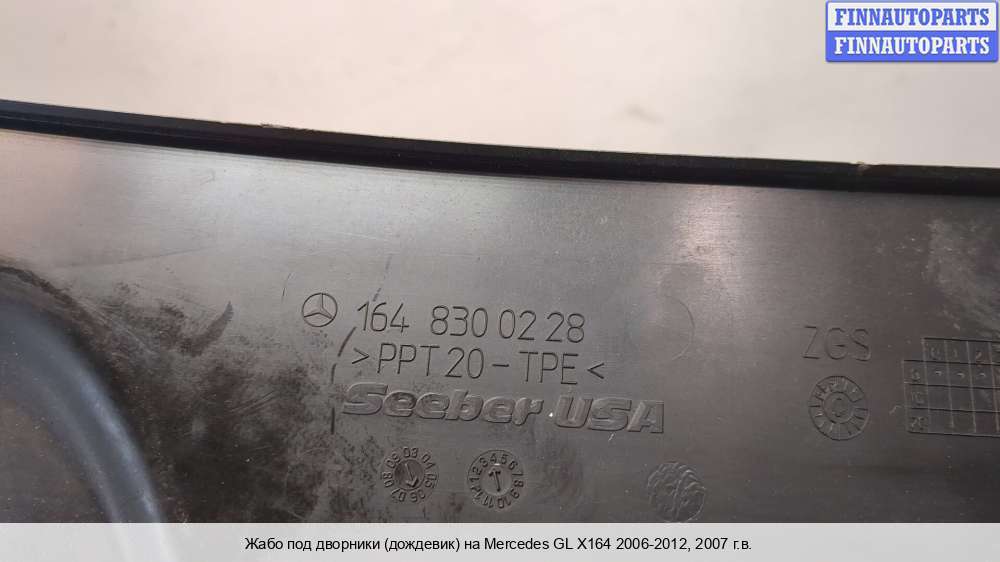 FINNAUTOPARTS
FINNAUTOPARTS
164 830 02 28
>PPT 20 - TPE<
Seeber USA
ZGS
Жабо под дворники (дождевик) на Mercedes GL X164 2006-2012, 2007 г.в.